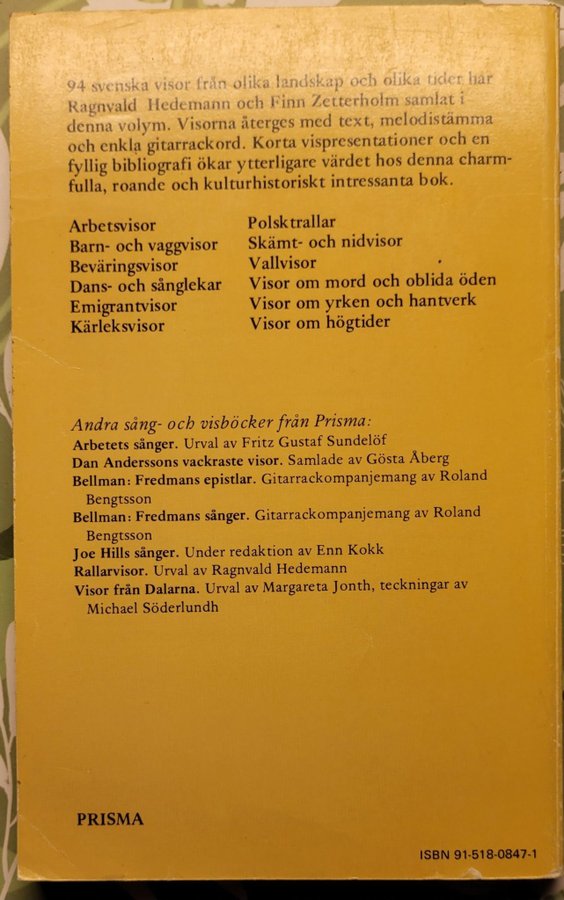 94 svenska visor från olika landskap och olika tider har
Ragnvald Hedemann och Finn Zetterholm samlat i
denna volym. Visorna återges med text, melodistämma
och enkla gitarrackord. Korta vispresentationer och en
fyllig bibliografi ökar ytterligare värdet hos denna charm-
fulla, roande och kulturhistoriskt intressanta bok.
Arbetsvisor
Barn- och vaggvisor
Beväringsvisor
Dans- och sånglekar
Emigrantvisor
Kärleksvisor
Polsktrallar
Skämt- och nidvisor
Vallvisor
Visor om mord och oblida öden
Visor om yrken och hantverk
Visor om högtider
Andra sång- och visböcker från Prisma:
Arbetets sånger. Urval av Fritz Gustaf Sundelöf
Dan Anderssons vackraste visor. Samlade av Gösta Åberg
Bellman: Fredmans epistlar. Gitarrackompanjemang av Roland
Bengtsson
Bellman: Fredmans sånger. Gitarrackompanjemang av Roland
Bengtsson
Joe Hills sånger. Under redaktion av Enn Kokk
Rallarvisor. Urval av Ragnvald Hedemann
Visor från Dalarna. Urval av Margareta Jonth, teckningar av
Michael Söderlundh
PRISMA
ISBN 91-518-0847-1